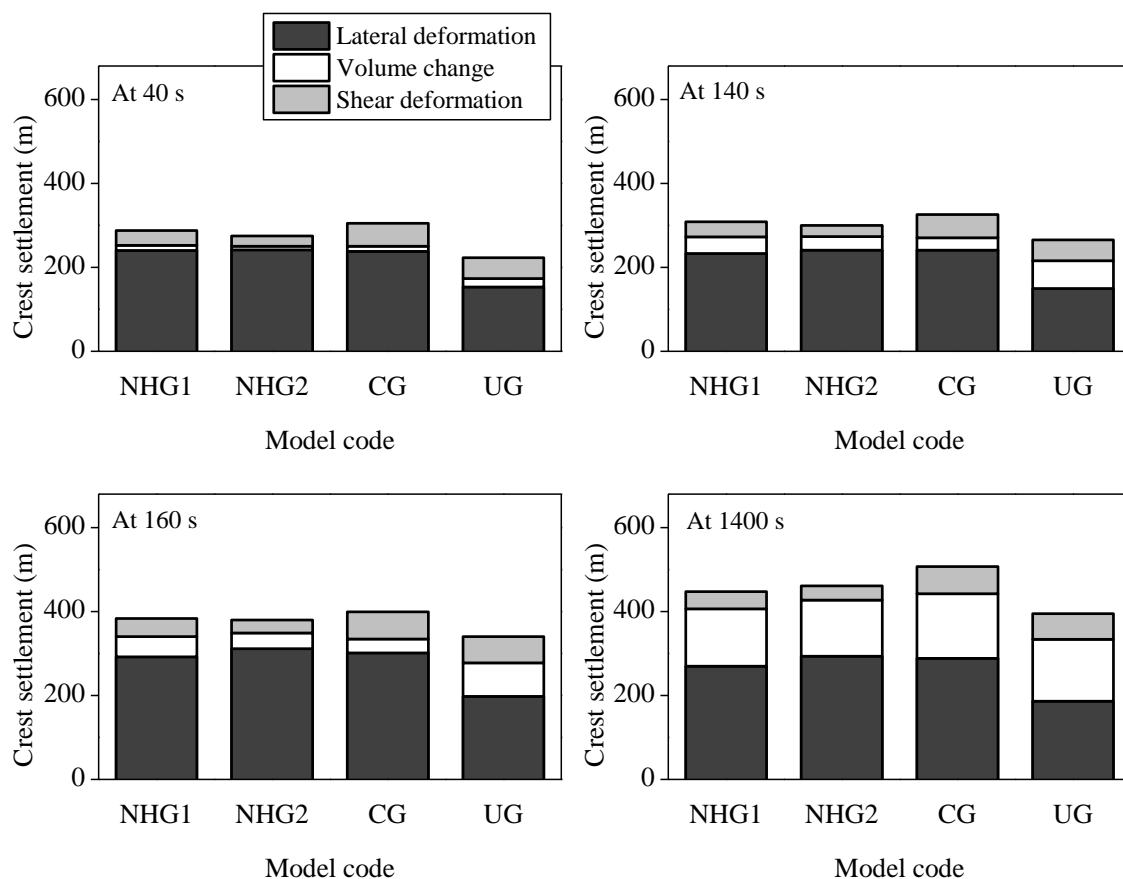 Lateral deformation
Volume change
Shear deformation
At 40 s
600
400
200
0
Crest settlement (m)
NHG1 NHG2 CG UG
Model code
At 140 s
600
400
200
0
Crest settlement (m)
NHG1 NHG2 CG UG
Model code
At 160 s
600
400
200
0
Crest settlement (m)
NHG1 NHG2 CG UG
Model code
At 1400 s
600
400
200
0
Crest settlement (m)
NHG1 NHG2 CG UG
Model code